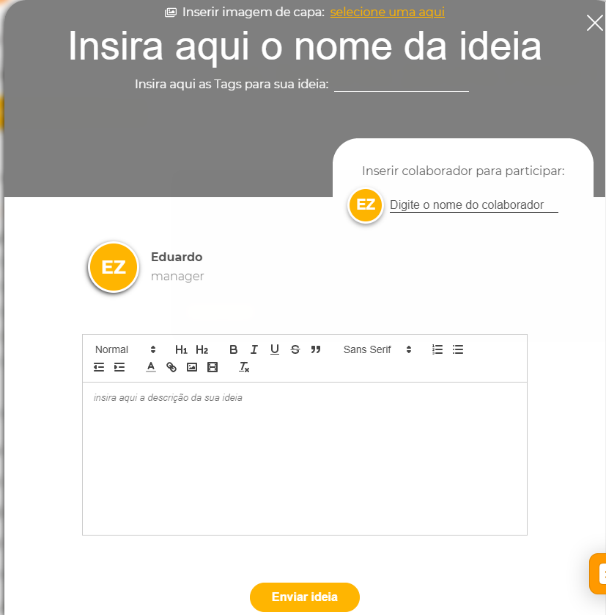 Inserir imagem de capa: selecione uma aqui
Insira aqui o nome da ideia
Insira aqui as Tags para sua ideia:
Inserir colaborador para participar:
EZ Digite o nome do colaborador
EZ
Eduardo
manager
Normal H1 H2 B I U S ” Sans Serif
A Tx
insira aqui a descrição da sua ideia
Enviar ideia